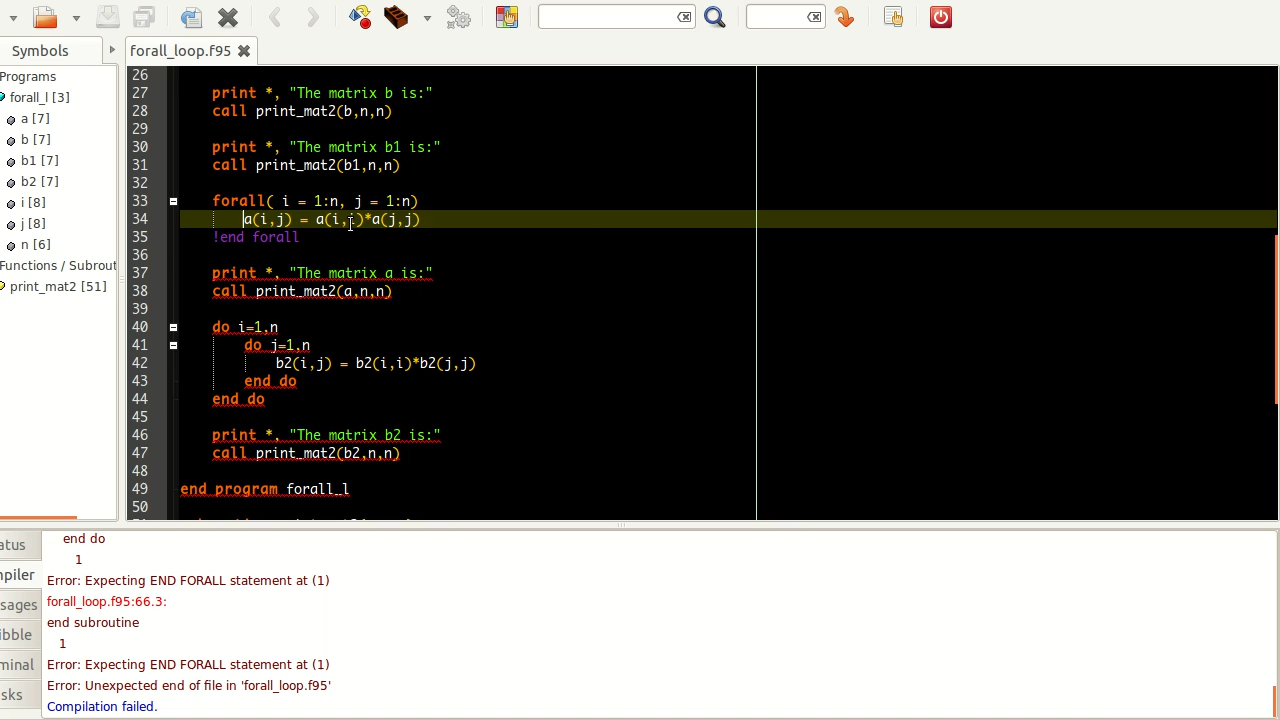 Symbols
forall_loop.f95
Programs
forall_l [3]
a [7]
b [7]
b1 [7]
b2 [7]
i [8]
j [8]
n [6]
Functions / Subrout
print_mat2 [51]
26
27 print *, "The matrix b is:"
28 call print_mat2(b,n,n)
29
30 print *, "The matrix b1 is:"
31 call print_mat2(b1,n,n)
32
33 forall( i = 1:n, j = 1:n)
34 a(i,j) = a(i,i)*a(j,j)
35 !end forall
36
37 print *, "The matrix a is:"
38 call print_mat2(a,n,n)
39
40 do i=1,n
41 do j=1,n
42 b2(i,j) = b2(i,i)*b2(j,j)
43 end do
44 end do
45
46 print *, "The matrix b2 is:"
47 call print_mat2(b2,n,n)
48
49 end program forall_l
50
atus
mpiler
ssages
ibble
minal
sks
end do
1
Error: Expecting END FORALL statement at (1)
forall_loop.f95:66.3:
end subroutine
1
Error: Expecting END FORALL statement at (1)
Error: Unexpected end of file in 'forall_loop.f95'
Compilation failed.